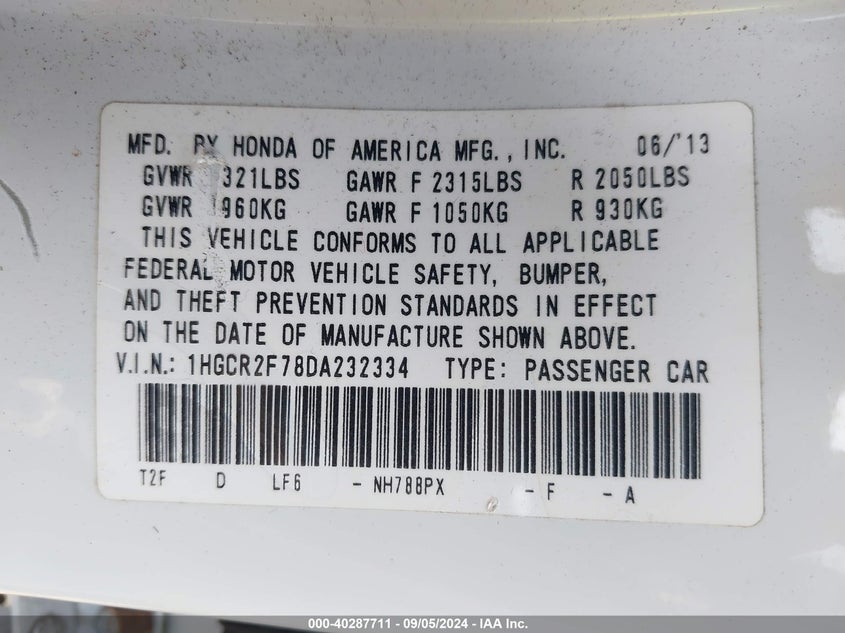 MFD. BY HONDA OF AMERICA MFG., INC. 06/'13
GVWR 321LBS GAWR F 2315LBS R 2050LBS
GVWR 960KG GAWR F 1050KG R 930KG
THIS VEHICLE CONFORMS TO ALL APPLICABLE
FEDERAL MOTOR VEHICLE SAFETY, BUMPER,
AND THEFT PREVENTION STANDARDS IN EFFECT
ON THE DATE OF MANUFACTURE SHOWN ABOVE.
V.I.N.: 1HGCR2F78DA232334 TYPE: PASSENGER CAR
T2F D LF6 - NH788PX - F - A
000-40287711 - 09/05/2024 - IAA Inc.